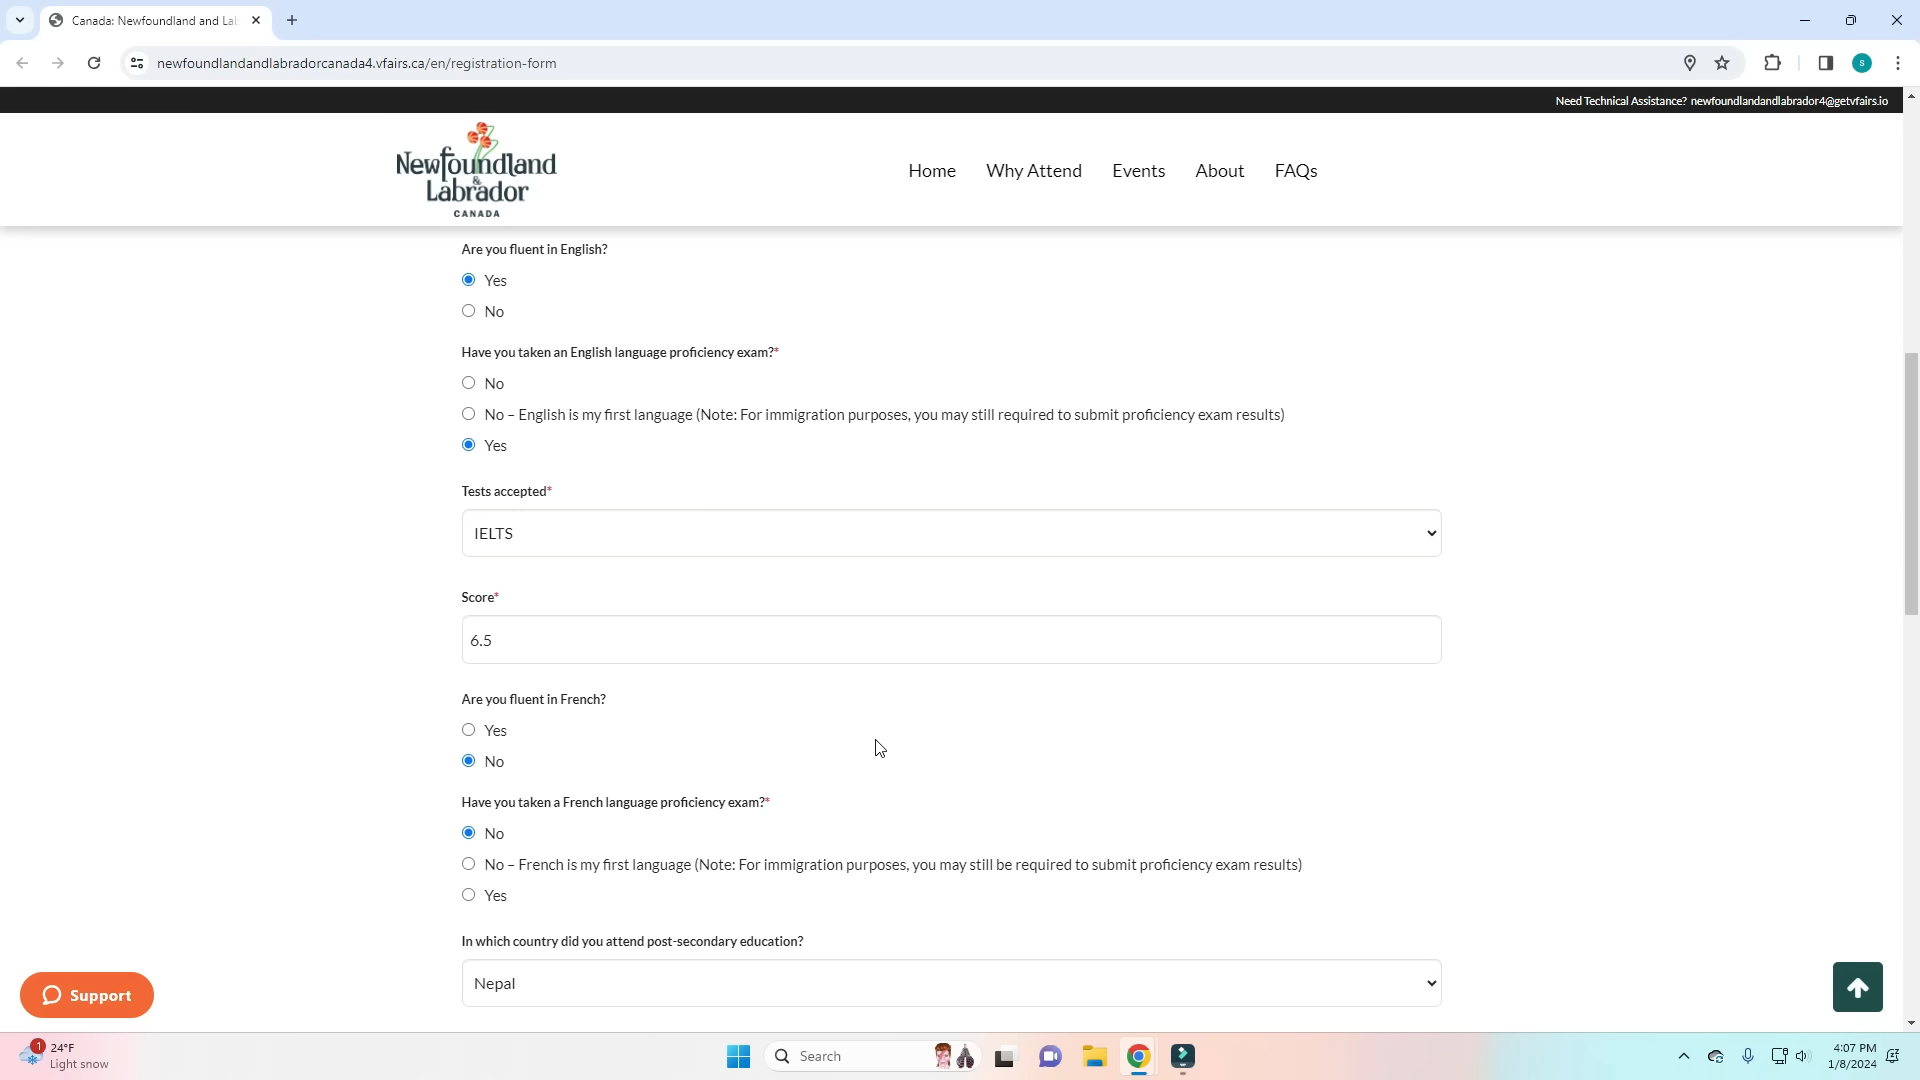 Canada: Newfoundland and La
newfoundlandandlabradorcanada4.vfairs.ca/en/registration-form
s
Need Technical Assistance? newfoundlandandlabrador4@getvfairs.io
Newfoundland
&
Labrador
CANADA
Home Why Attend Events About FAQs
Are you fluent in English?
Yes
No
Have you taken an English language proficiency exam?*
No
No – English is my first language (Note: For immigration purposes, you may still required to submit proficiency exam results)
Yes
Tests accepted*
IELTS
Score*
6.5
Are you fluent in French?
Yes
No
Have you taken a French language proficiency exam?*
No
No – French is my first language (Note: For immigration purposes, you may still be required to submit proficiency exam results)
Yes
In which country did you attend post-secondary education?
Nepal
Support
1
24°F
Light snow
Search
4:07 PM
1/8/2024